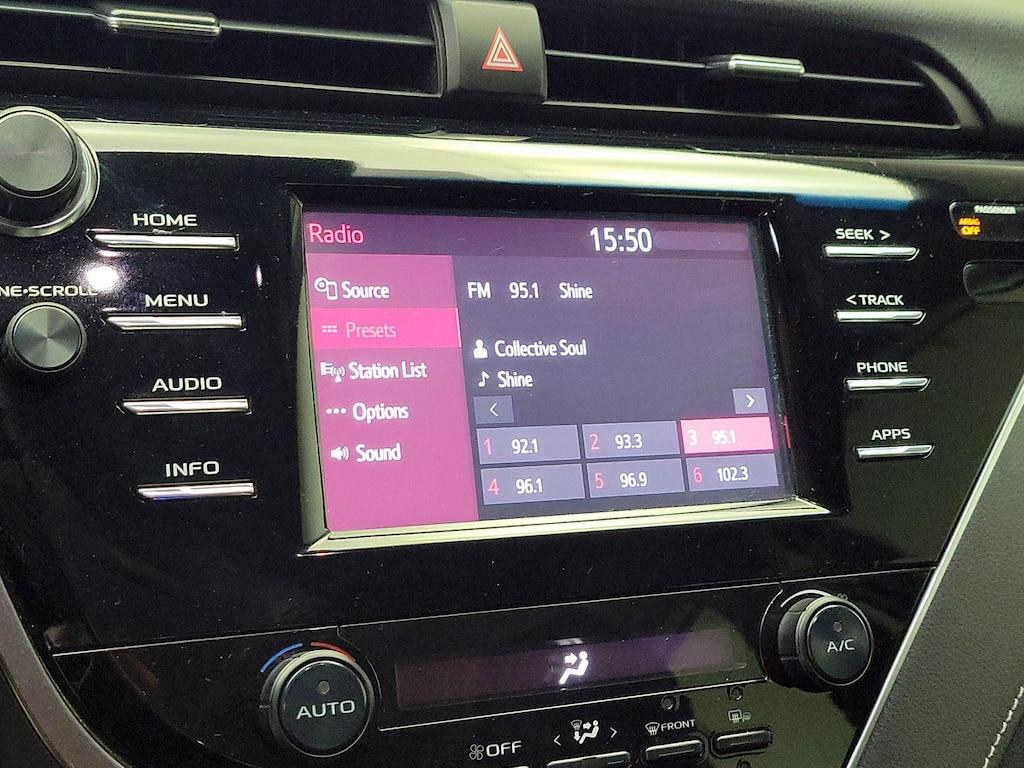 PASSENGER
AIRBAG
OFF
HOME
Radio
15:50
SEEK >
NE•SCROLL
MENU
Source
FM 95.1 Shine
< TRACK
Presets
Collective Soul
Station List
Shine
PHONE
AUDIO
Options
< >
1 92.1
2 93.3
3 95.1
APPS
Sound
INFO
4 96.1
5 96.9
6 102.3
A/C
AUTO
OFF
< >
FRONT